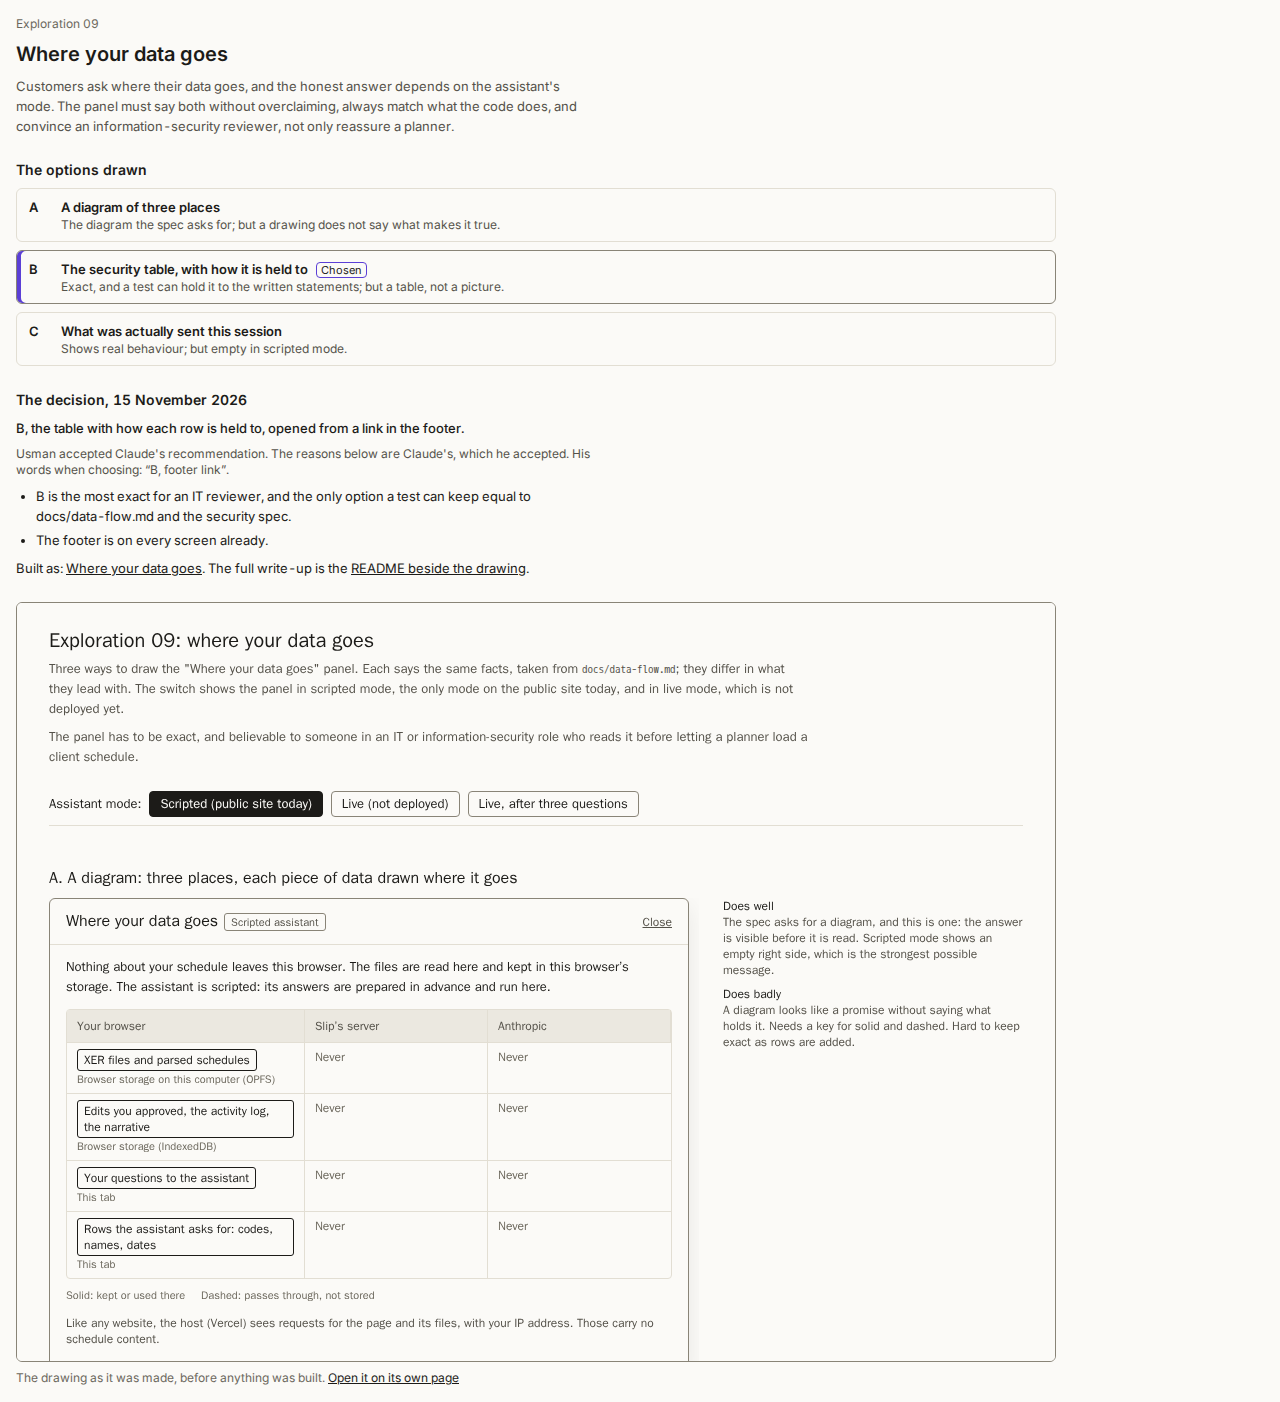 Exploration 09
Where your data goes
Customers ask where their data goes, and the honest answer depends on the assistant's
mode. The panel must say both without overclaiming, always match what the code does, and
convince an information-security reviewer, not only reassure a planner.
The options drawn
A
A diagram of three places
The diagram the spec asks for; but a drawing does not say what makes it true.
B
The security table, with how it is held to Chosen
Exact, and a test can hold it to the written statements; but a table, not a picture.
C
What was actually sent this session
Shows real behaviour; but empty in scripted mode.
The decision, 15 November 2026
B, the table with how each row is held to, opened from a link in the footer.
Usman accepted Claude's recommendation. The reasons below are Claude's, which he accepted. His
words when choosing: “B, footer link”.
• B is the most exact for an IT reviewer, and the only option a test can keep equal to
docs/data-flow.md and the security spec.
• The footer is on every screen already.
Built as: Where your data goes. The full write-up is the README beside the drawing.
Exploration 09: where your data goes
Three ways to draw the "Where your data goes" panel. Each says the same facts, taken from docs/data-flow.md; they differ in what
they lead with. The switch shows the panel in scripted mode, the only mode on the public site today, and in live mode, which is not
deployed yet.
The panel has to be exact, and believable to someone in an IT or information-security role who reads it before letting a planner load a
client schedule.
Assistant mode: Scripted (public site today) Live (not deployed) Live, after three questions
A. A diagram: three places, each piece of data drawn where it goes
Where your data goes Scripted assistant Close
Nothing about your schedule leaves this browser. The files are read here and kept in this browser's
storage. The assistant is scripted: its answers are prepared in advance and run here.
Your browser Slip's server Anthropic
XER files and parsed schedules Never Never
Browser storage on this computer (OPFS)
Edits you approved, the activity log, Never Never
the narrative
Browser storage (IndexedDB)
Your questions to the assistant Never Never
This tab
Rows the assistant asks for: codes, Never Never
names, dates
This tab
Solid: kept or used there Dashed: passes through, not stored
Like any website, the host (Vercel) sees requests for the page and its files, with your IP address. Those carry no
schedule content.
Does well
The spec asks for a diagram, and this is one: the answer
is visible before it is read. Scripted mode shows an
empty right side, which is the strongest possible
message.
Does badly
A diagram looks like a promise without saying what
holds it. Needs a key for solid and dashed. Hard to keep
exact as rows are added.
The drawing as it was made, before anything was built. Open it on its own page